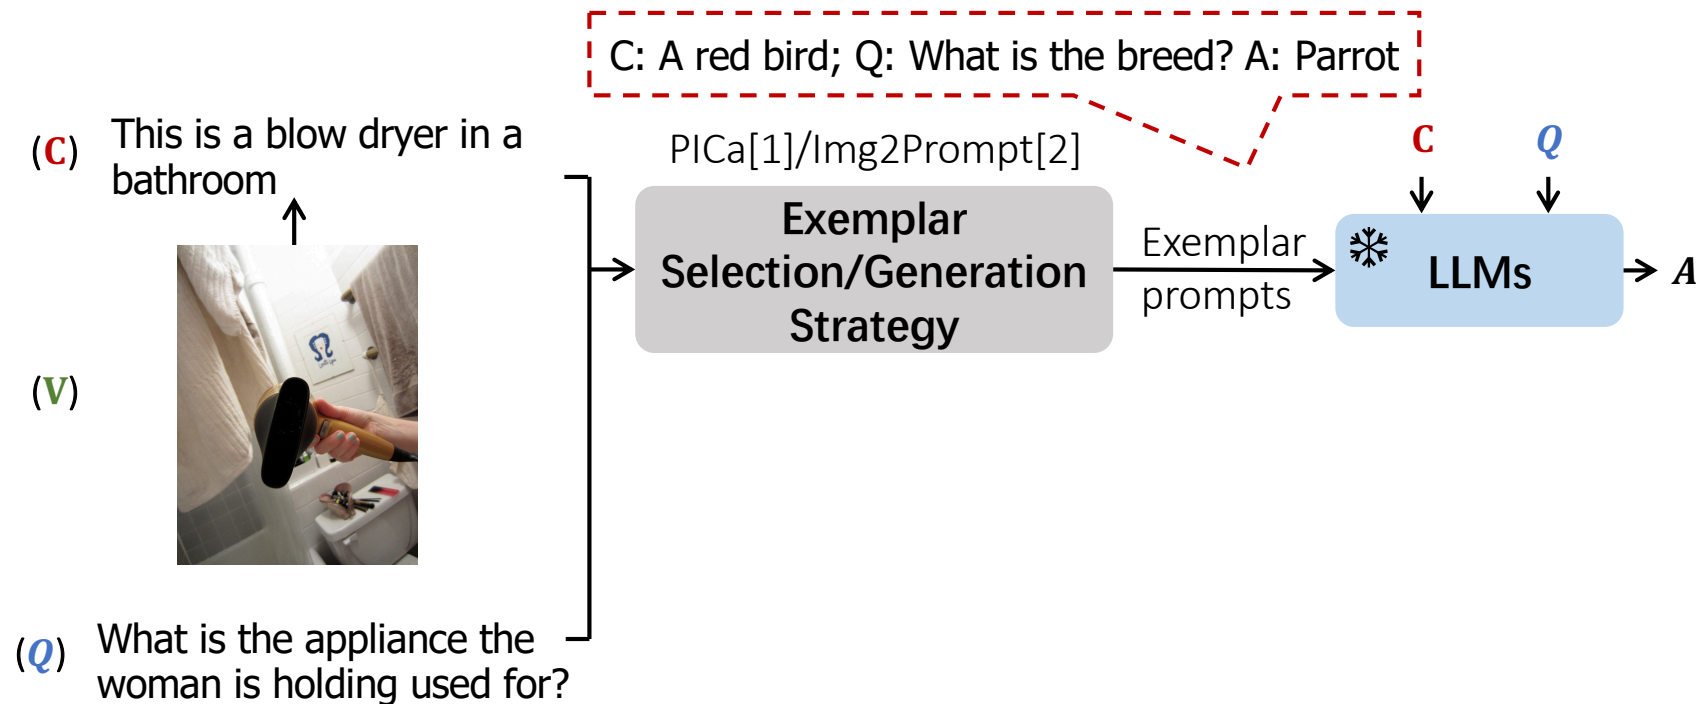 C: A red bird; Q: What is the breed? A: Parrot
(C) This is a blow dryer in a
bathroom
PICa[1]/Img2Prompt[2]
C Q
Exemplar
Selection/Generation
Strategy
Exemplar
prompts
LLMs
A
(V)
(Q) What is the appliance the
woman is holding used for?